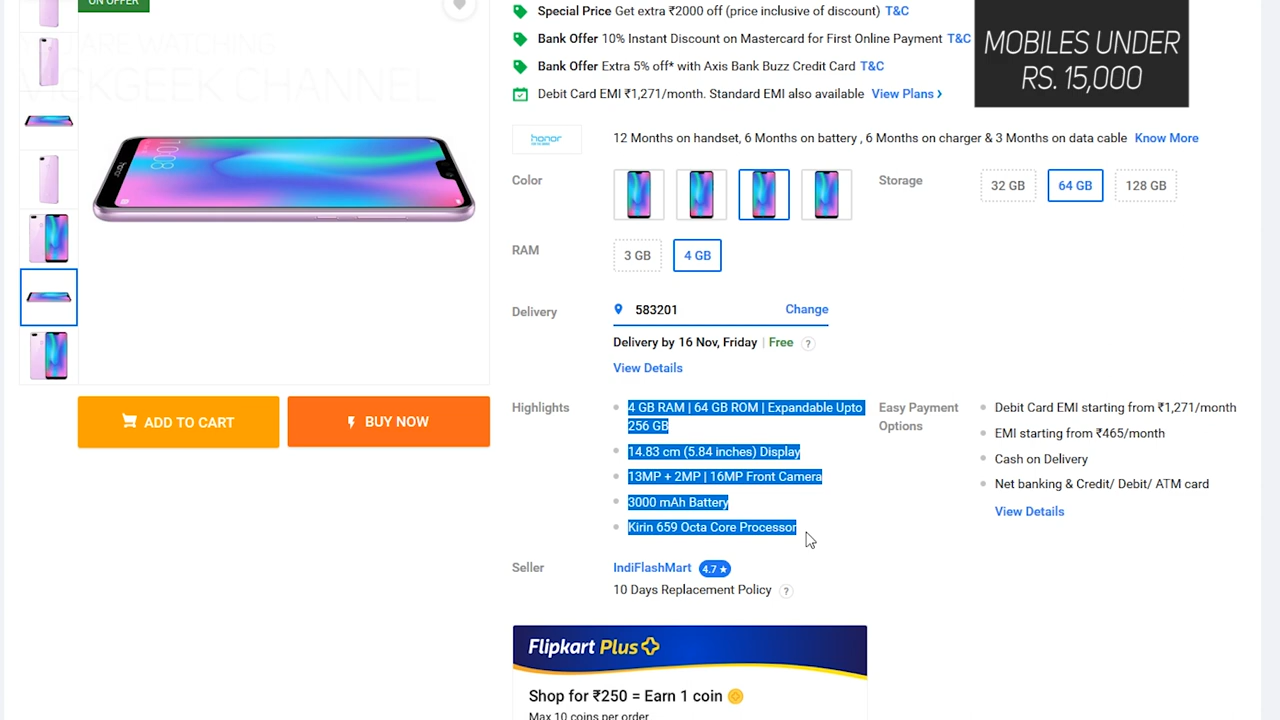 ON OFFER
YOU ARE WATCHING
GEEK CHANNEL
Special Price Get extra ₹2000 off (price inclusive of discount) T&C
Bank Offer 10% Instant Discount on Mastercard for First Online Payment T&C
Bank Offer Extra 5% off* with Axis Bank Buzz Credit Card T&C
Debit Card EMI ₹1,271/month. Standard EMI also available View Plans ›
MOBILES UNDER
RS. 15,000
honor
12 Months on handset, 6 Months on battery , 6 Months on charger & 3 Months on data cable Know More
Color
Storage
32 GB
64 GB
128 GB
RAM
3 GB
4 GB
Delivery
583201
Change
Delivery by 16 Nov, Friday | Free ?
View Details
Highlights
4 GB RAM | 64 GB ROM | Expandable Upto
256 GB
14.83 cm (5.84 inches) Display
13MP + 2MP | 16MP Front Camera
3000 mAh Battery
Kirin 659 Octa Core Processor
Easy Payment
Options
Debit Card EMI starting from ₹1,271/month
EMI starting from ₹465/month
Cash on Delivery
Net banking & Credit/ Debit/ ATM card
View Details
ADD TO CART
BUY NOW
Seller
IndiFlashMart 4.7 ★
10 Days Replacement Policy ?
Flipkart Plus
Shop for ₹250 = Earn 1 coin
Max 10 coins per order